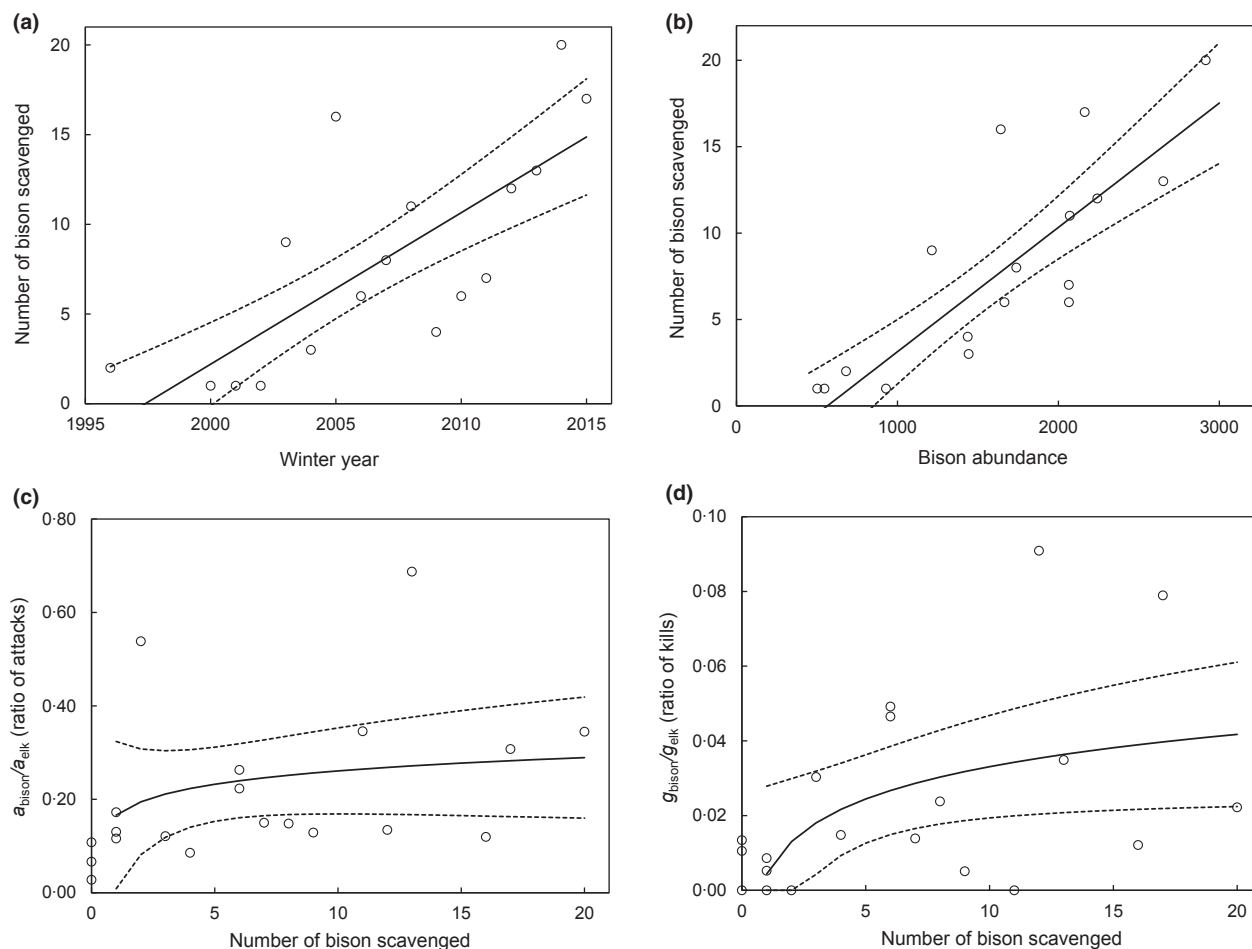 (a)
20
15
10
5
0
1995 2000 2005 2010 2015
Number of bison scavenged
Winter year
(b)
20
15
10
5
0
0 1000 2000 3000
Number of bison scavenged
Bison abundance
(c)
0·80
0·60
0·40
0·20
0·00
0 5 10 15 20
a_bison/a_elk (ratio of attacks)
Number of bison scavenged
(d)
0·10
0·08
0·06
0·04
0·02
0·00
0 5 10 15 20
g_bison/g_elk (ratio of kills)
Number of bison scavenged